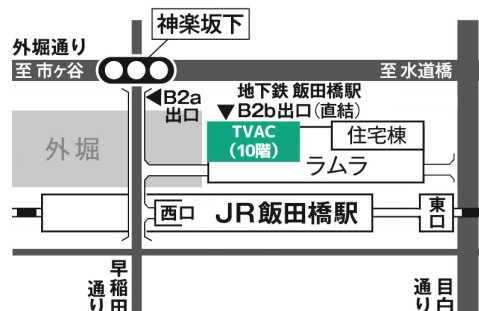 神楽坂下
外堀通り
至 市ヶ谷
至 水道橋
B2a
出口
地下鉄 飯田橋駅
B2b出口(直結)
TVAC
(10階)
住宅棟
外堀
ラムラ
西口
JR飯田橋駅
東口
早稲田
通り
目白
通り